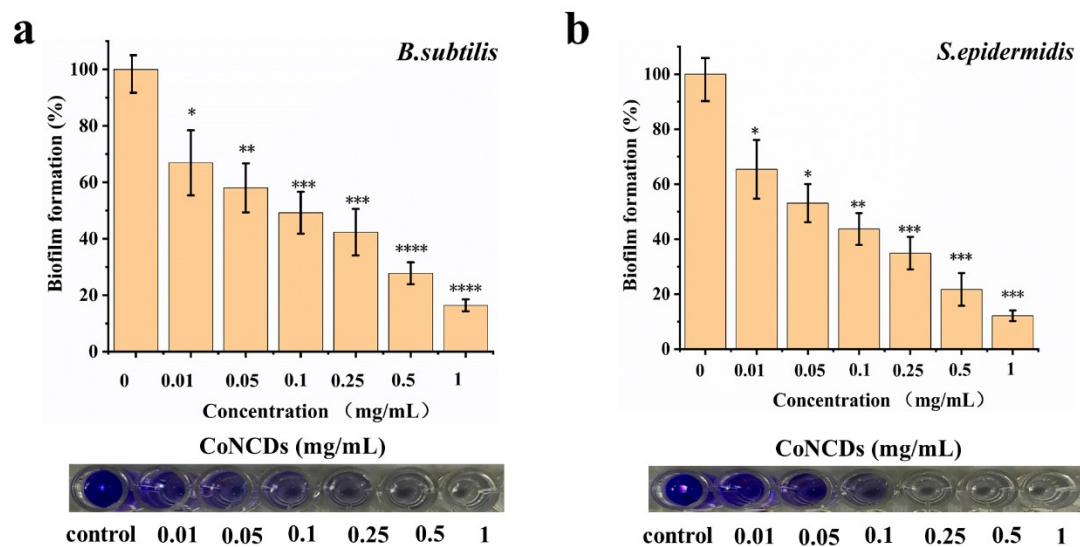 a
B.subtilis
Biofilm formation (%)
100
80
60
40
20
0
*
**
***
***
****
****
0 0.01 0.05 0.1 0.25 0.5 1
Concentration （mg/mL）
CoNCDs (mg/mL)
control 0.01 0.05 0.1 0.25 0.5 1
b
S.epidermidis
Biofilm formation (%)
100
80
60
40
20
0
*
*
**
***
***
***
0 0.01 0.05 0.1 0.25 0.5 1
Concentration （mg/mL）
CoNCDs (mg/mL)
control 0.01 0.05 0.1 0.25 0.5 1